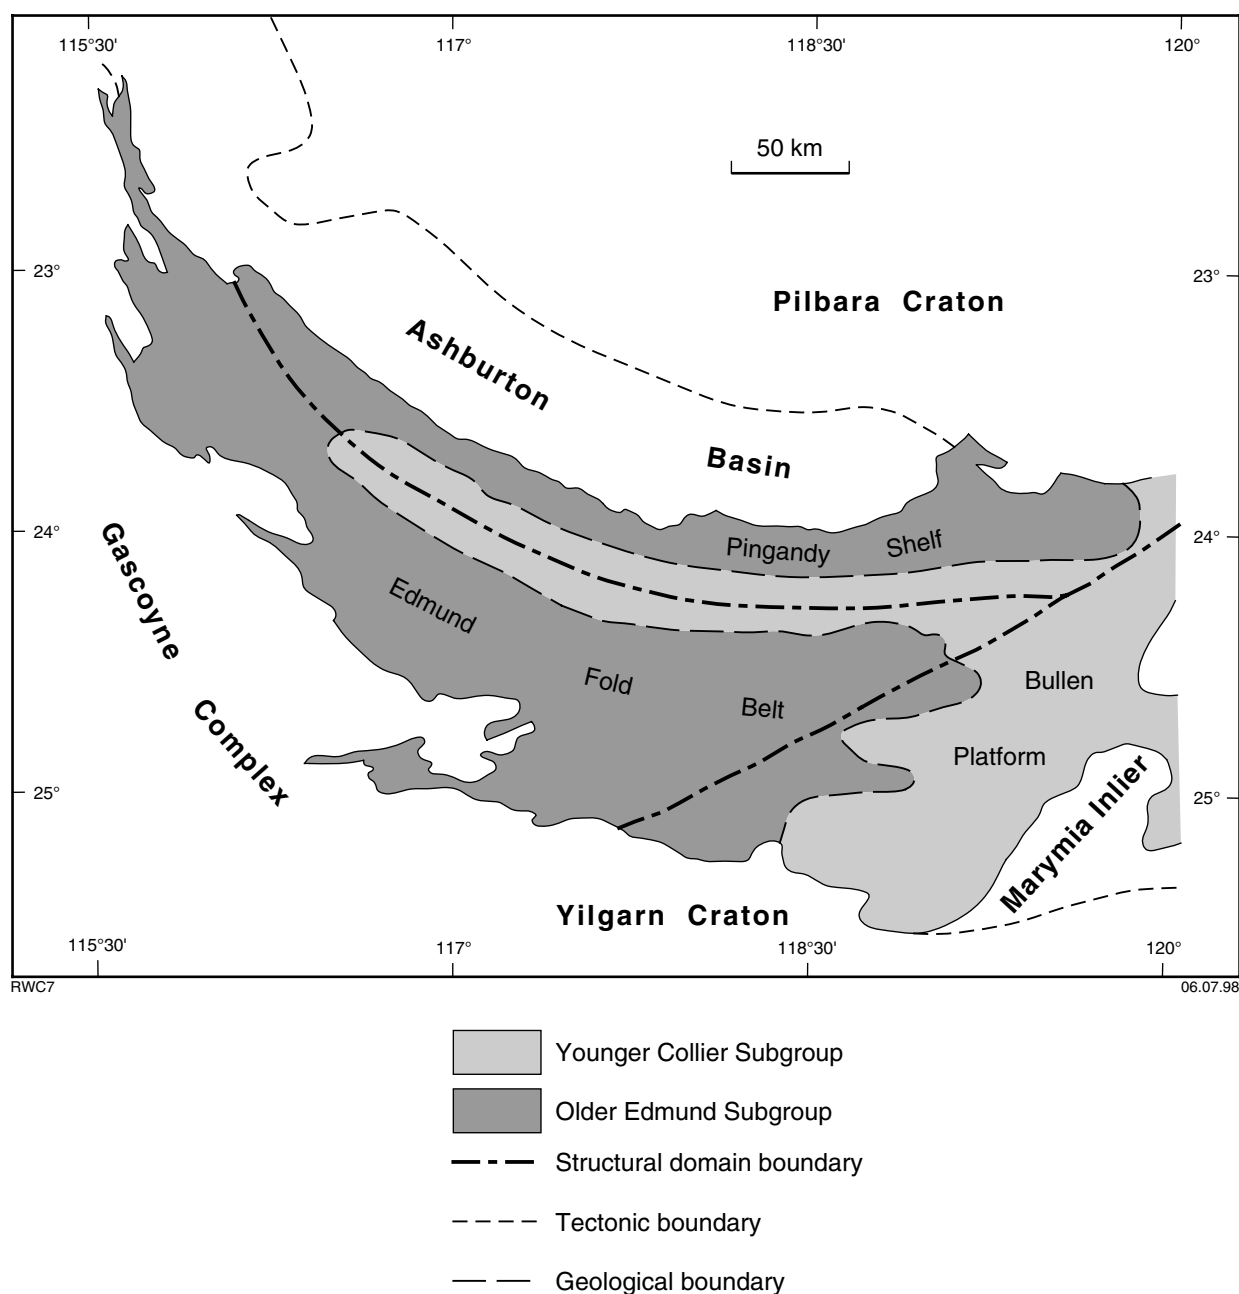 115°30' 117° 118°30' 120°
50 km
23° 23°
Pilbara Craton
Ashburton
Basin
24° 24°
Pingandy Shelf
Gascoyne
Complex
Edmund
Fold
Belt
Bullen
Platform
25° 25°
Marymia Inlier
Yilgarn Craton
115°30' 117° 118°30' 120°
RWC7 06.07.98
Younger Collier Subgroup
Older Edmund Subgroup
Structural domain boundary
Tectonic boundary
Geological boundary